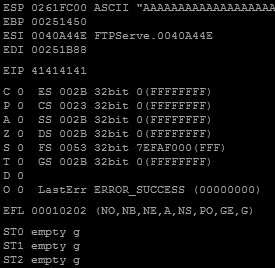 ESP 0261FC00 ASCII "AAAAAAAAAAAAAAAAAAA
EBP 00251450
ESI 0040A44E FTPServe.0040A44E
EDI 00251B88
EIP 41414141
C 0 ES 002B 32bit 0(FFFFFFFF)
P 0 CS 0023 32bit 0(FFFFFFFF)
A 0 SS 002B 32bit 0(FFFFFFFF)
Z 0 DS 002B 32bit 0(FFFFFFFF)
S 0 FS 0053 32bit 7EFAF000(FFF)
T 0 GS 002B 32bit 0(FFFFFFFF)
D 0
O 0 LastErr ERROR_SUCCESS (00000000)
EFL 00010202 (NO,NB,NE,A,NS,PO,GE,G)
ST0 empty g
ST1 empty g
ST2 empty g